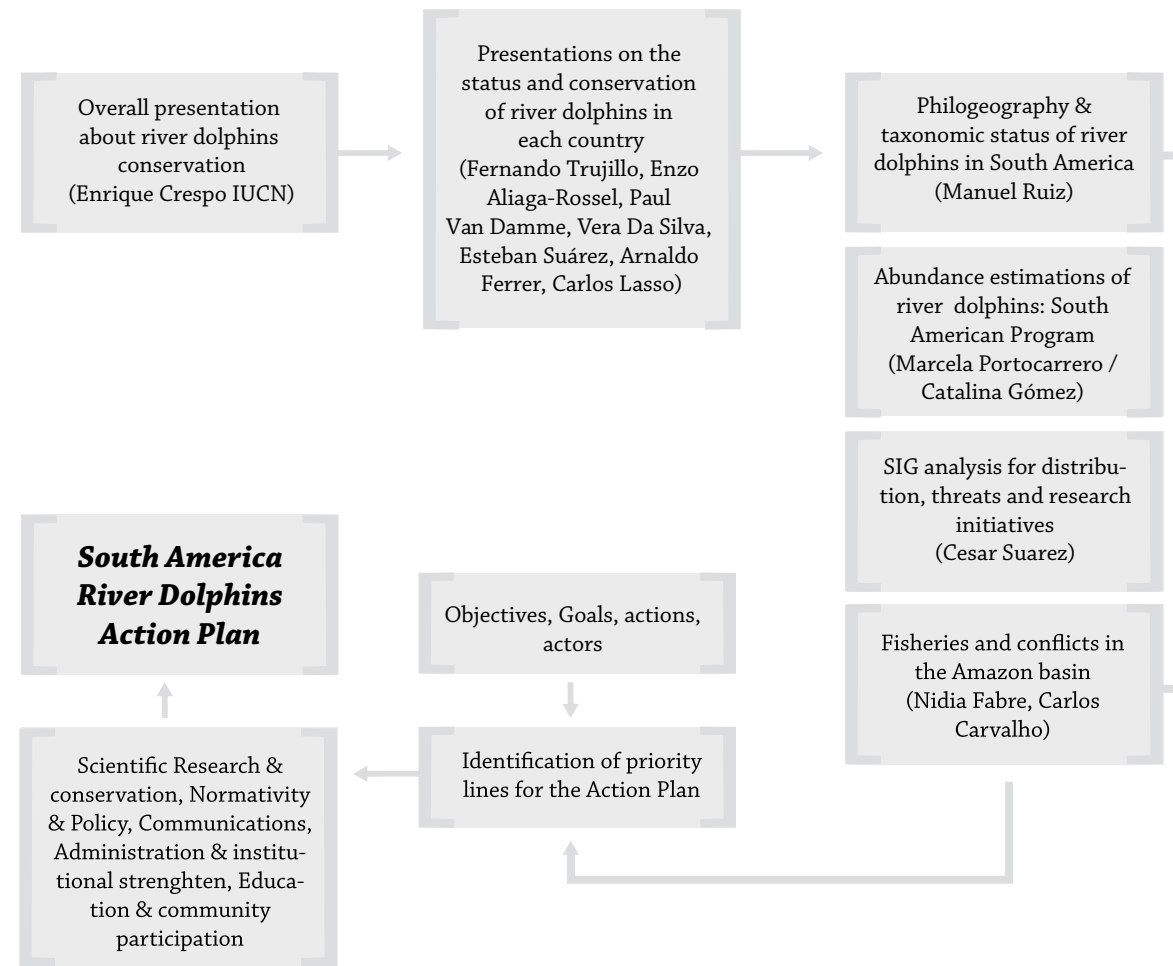 Overall presentation
about river dolphins
conservation
(Enrique Crespo IUCN)
Presentations on the
status and conservation
of river dolphins in
each country
(Fernando Trujillo, Enzo
Aliaga-Rossel, Paul
Van Damme, Vera Da Silva,
Esteban Suárez, Arnaldo
Ferrer, Carlos Lasso)
Philogeography &
taxonomic status of river
dolphins in South America
(Manuel Ruiz)
Abundance estimations of
river dolphins: South
American Program
(Marcela Portocarrero /
Catalina Gómez)
SIG analysis for distribu-
tion, threats and research
initiatives
(Cesar Suarez)
Fisheries and conflicts in
the Amazon basin
(Nidia Fabre, Carlos
Carvalho)
Objectives, Goals, actions,
actors
Identification of priority
lines for the Action Plan
Scientific Research &
conservation, Normativity
& Policy, Communications,
Administration & institu-
tional strenghten, Educa-
tion & community
participation
South America
River Dolphins
Action Plan